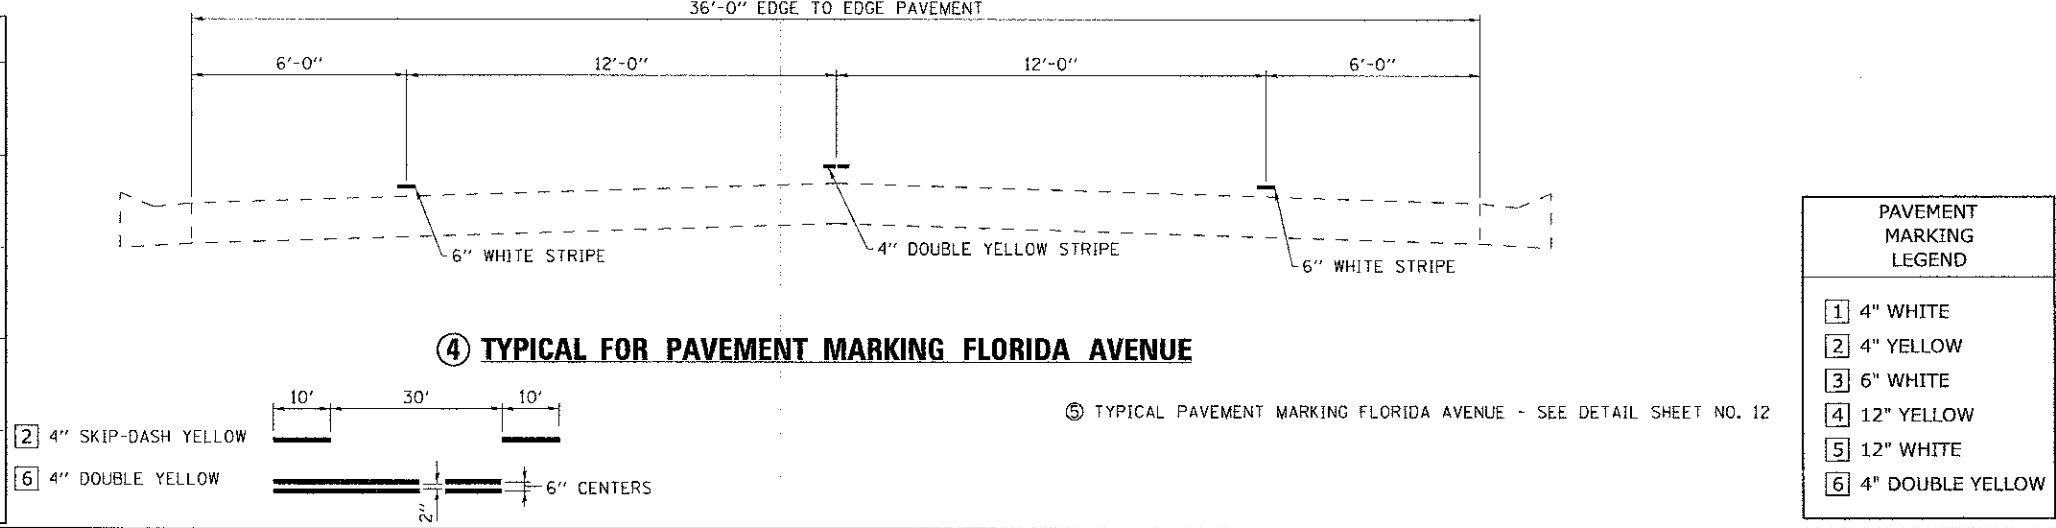 36'-0" EDGE TO EDGE PAVEMENT
6'-0" 12'-0" 12'-0" 6'-0"
6" WHITE STRIPE
4" DOUBLE YELLOW STRIPE
6" WHITE STRIPE
④ TYPICAL FOR PAVEMENT MARKING FLORIDA AVENUE
10' 30' 10'
2 4" SKIP-DASH YELLOW
6 4" DOUBLE YELLOW
2"
6" CENTERS
⑤ TYPICAL PAVEMENT MARKING FLORIDA AVENUE - SEE DETAIL SHEET NO. 12
PAVEMENT
MARKING
LEGEND
1 4" WHITE
2 4" YELLOW
3 6" WHITE
4 12" YELLOW
5 12" WHITE
6 4" DOUBLE YELLOW